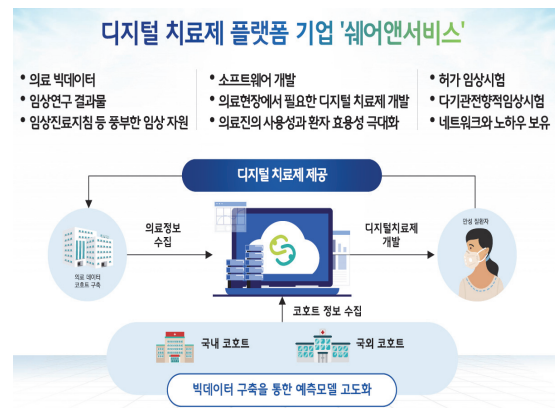 디지털 치료제 플랫폼 기업 '쉐어앤서비스'
• 의료 빅데이터
• 임상연구 결과물
• 임상진료지침 등 풍부한 임상 자원
• 소프트웨어 개발
• 의료현장에서 필요한 디지털 치료제 개발
• 의료진의 사용성과 환자 효용성 극대화
• 허가 임상시험
• 다기관전향적임상시험
• 네트워크와 노하우 보유
디지털 치료제 제공
의료 데이터
코호트 구축
의료정보
수집
디지털치료제
개발
만성 질환자
코호트 정보 수집
국내 코호트
국외 코호트
빅데이터 구축을 통한 예측모델 고도화